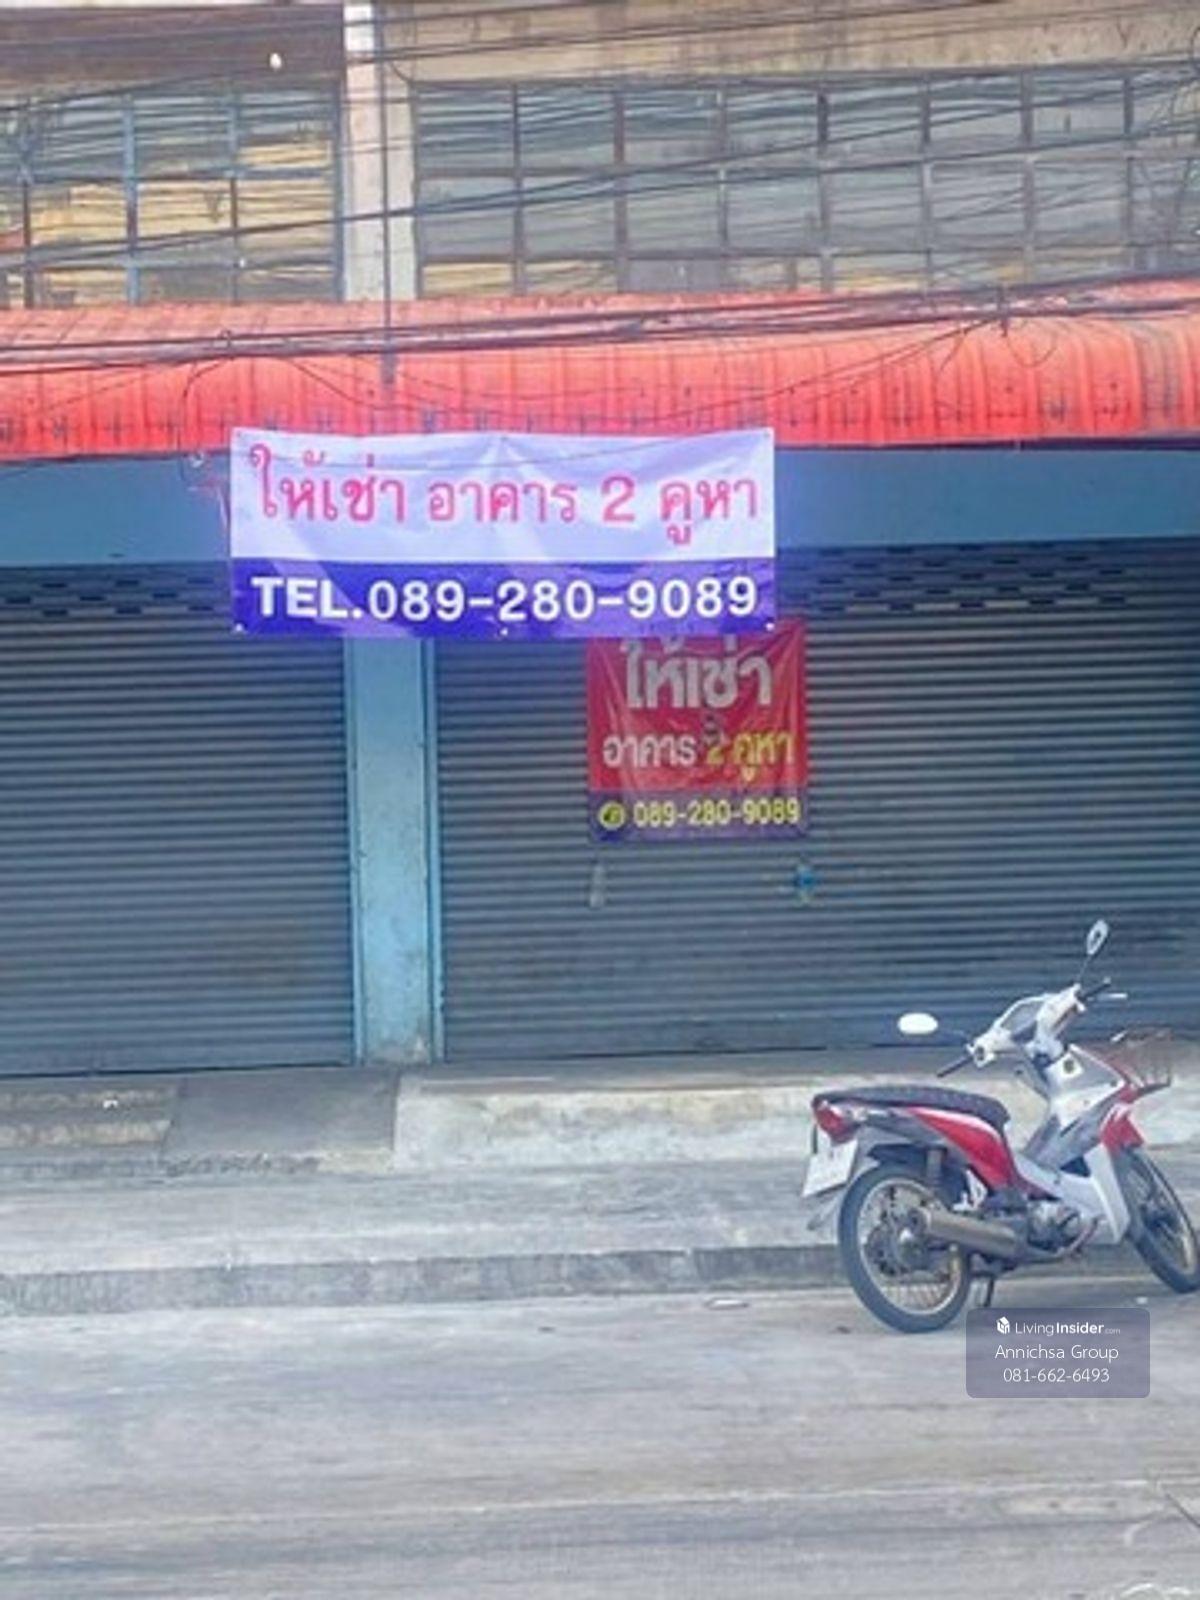 ให้เช่า อาคาร 2 คูหา
TEL.089-280-9089
ให้เช่า
อาคาร 2 คูหา
089-280-9089
LivingInsider.com
Annichsa Group
081-662-6493